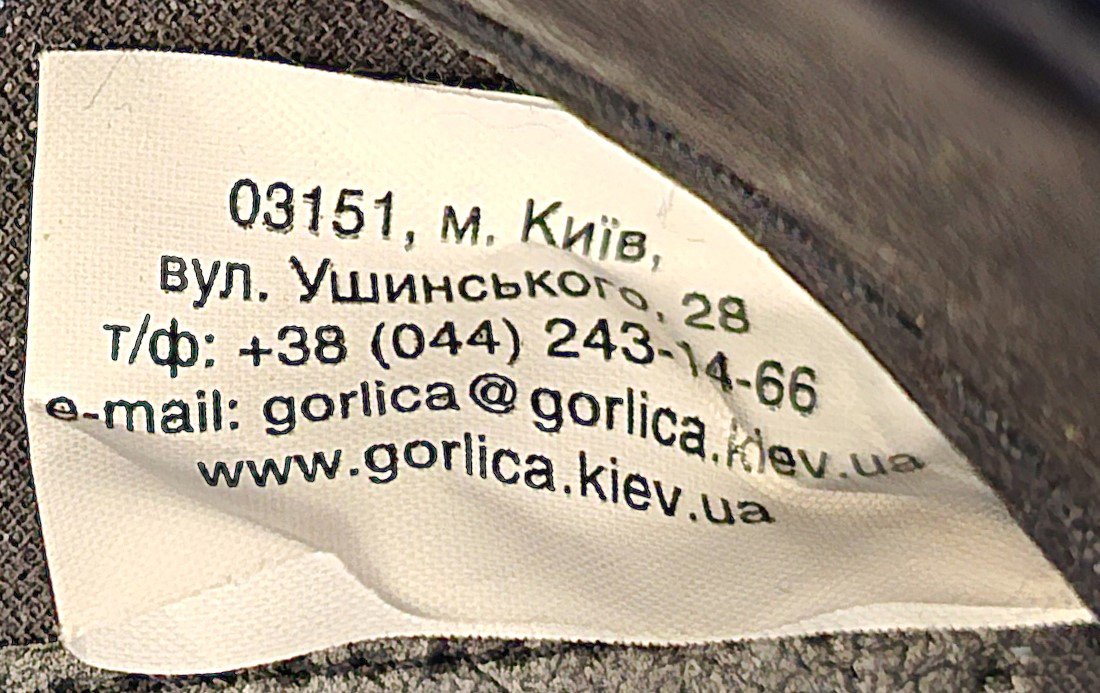 03151, м. Київ,
вул. Ушинського, 28
т/ф: +38 (044) 243-14-66
e-mail: gorlica@gorlica.kiev.ua
www.gorlica.kiev.ua